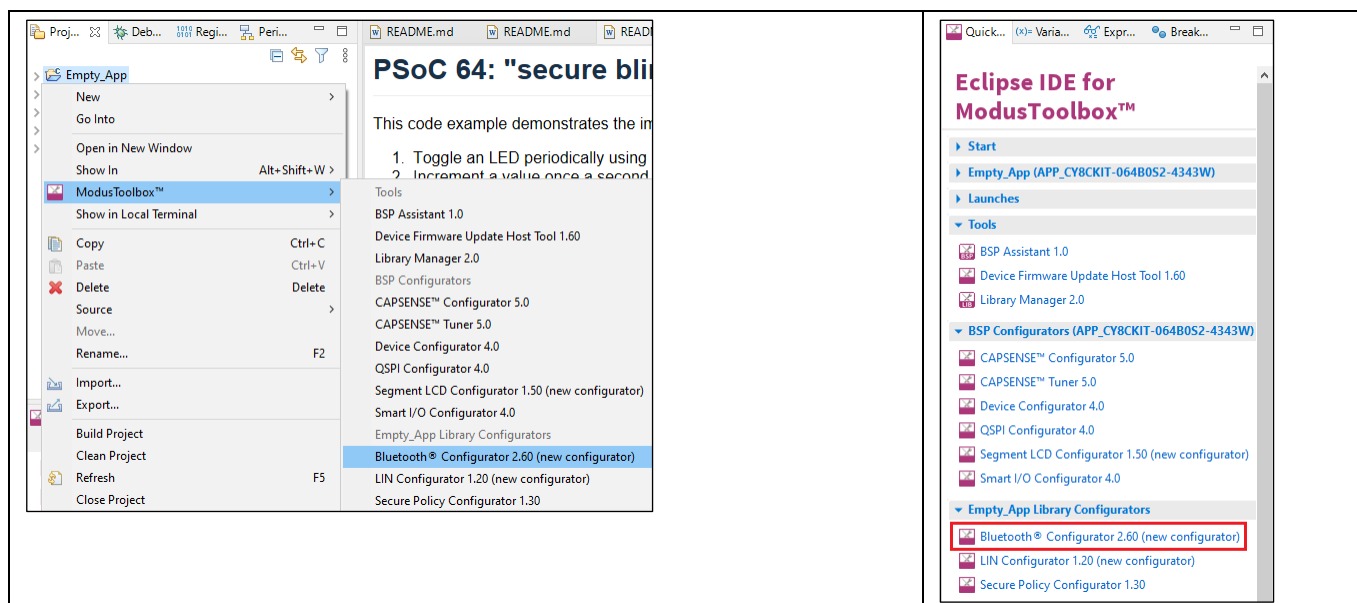 Proj... Deb... Regi... Peri...
Empty_App
New
Go Into
Open in New Window
Show In Alt+Shift+W >
ModusToolbox™
Show in Local Terminal
Copy Ctrl+C
Paste Ctrl+V
Delete Delete
Source
Move...
Rename... F2
Import...
Export...
Build Project
Clean Project
Refresh F5
Close Project
README.md README.md READ
PSoC 64: "secure bli
This code example demonstrates the in
1. Toggle an LED periodically using
2. Increment a value once a second
Tools
BSP Assistant 1.0
Device Firmware Update Host Tool 1.60
Library Manager 2.0
BSP Configurators
CAPSENSE™ Configurator 5.0
CAPSENSE™ Tuner 5.0
Device Configurator 4.0
QSPI Configurator 4.0
Segment LCD Configurator 1.50 (new configurator)
Smart I/O Configurator 4.0
Empty_App Library Configurators
Bluetooth® Configurator 2.60 (new configurator)
LIN Configurator 1.20 (new configurator)
Secure Policy Configurator 1.30
Quick... (x)= Varia... Expr... Break...
Eclipse IDE for
ModusToolbox™
Start
Empty_App (APP_CY8CKIT-064B0S2-4343W)
Launches
Tools
BSP Assistant 1.0
Device Firmware Update Host Tool 1.60
Library Manager 2.0
BSP Configurators (APP_CY8CKIT-064B0S2-4343W)
CAPSENSE™ Configurator 5.0
CAPSENSE™ Tuner 5.0
Device Configurator 4.0
QSPI Configurator 4.0
Segment LCD Configurator 1.50 (new configurator)
Smart I/O Configurator 4.0
Empty_App Library Configurators
Bluetooth® Configurator 2.60 (new configurator)
LIN Configurator 1.20 (new configurator)
Secure Policy Configurator 1.30